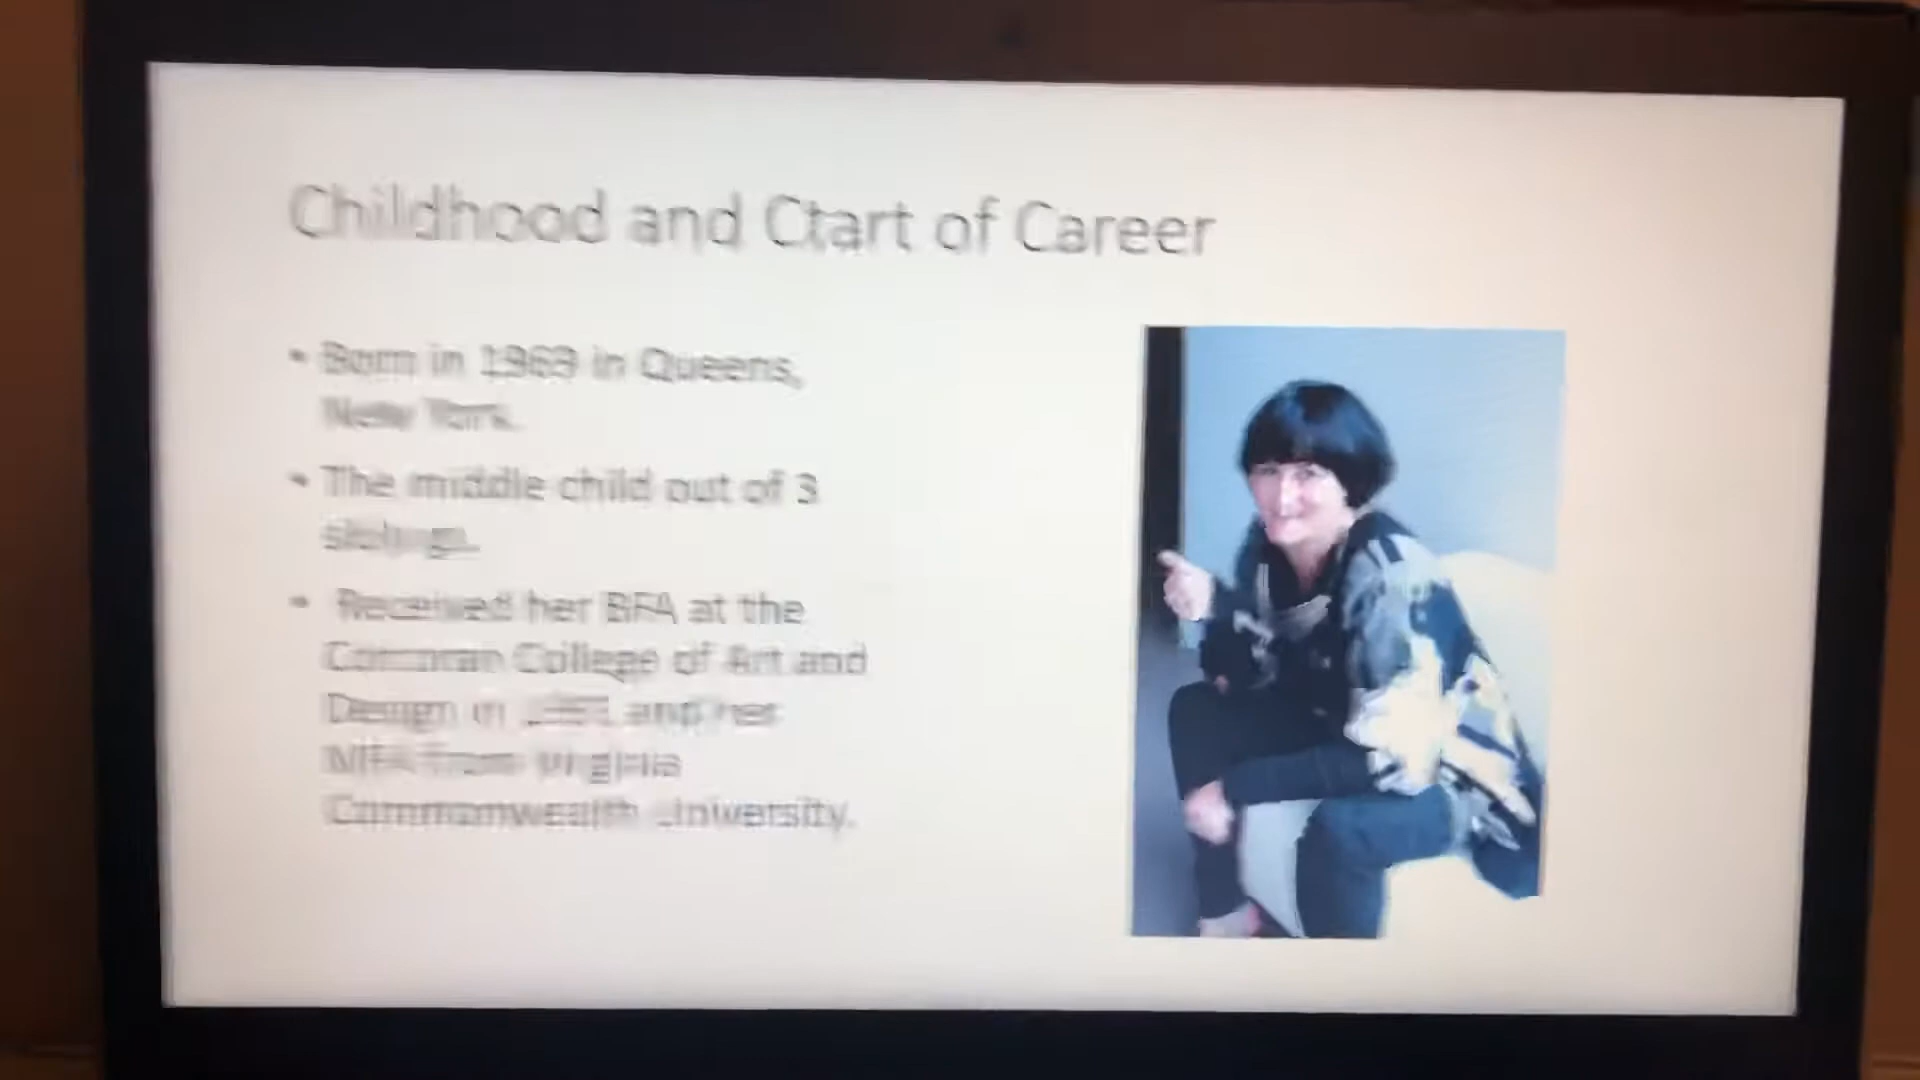 Childhood and Ctart of Career
• Born in 1969 in Queens,
New York.
• The middle child out of 3
siblings.
• Received her BFA at the
Corcoran College of Art and
Design in and her
MFA from Virginia
Commonwealth University.